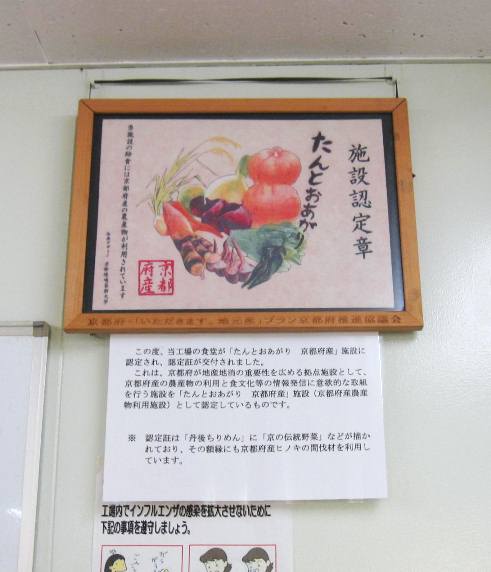 施設認定章
たんとおあがり
京都
府産
当施設の給食には京都府産の農産物が利用されています
京都府・「いただきます。地元産」プラン京都府推進協議会
この度、当工場の食堂が「たんとおあがり　京都府産」施設に
認定され、認定証が交付されました。
これは、京都府が地産地消の重要性を広める拠点施設として、
京都府産の農産物の利用と食文化等の情報発信に意欲的な取組
を行う施設を「たんとおあがり　京都府産」施設（京都府産農産
物利用施設）として認定しているものです。
※　認定証は「丹後ちりめん」に「京の伝統野菜」などが描か
れており、その額縁にも京都府産ヒノキの間伐材を利用し
ています。
工場内でインフルエンザの感染を拡大させないために
下記の事項を遵守しましょう。